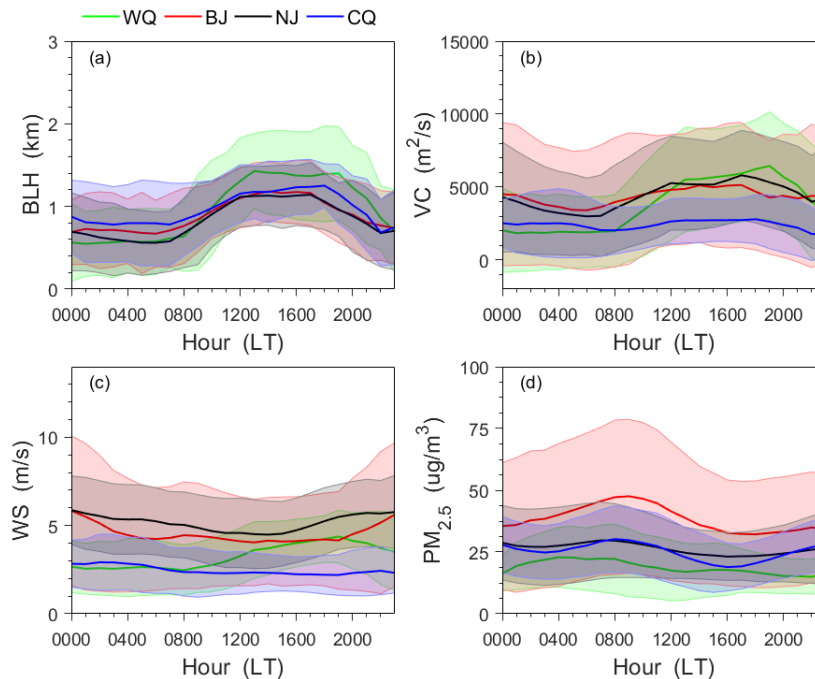 WQ BJ NJ CQ
(a)
3
2
1
0
BLH (km)
0000 0400 0800 1200 1600 2000
Hour (LT)
(b)
15000
10000
5000
0
VC (m²/s)
0000 0400 0800 1200 1600 2000
Hour (LT)
(c)
10
5
0
WS (m/s)
0000 0400 0800 1200 1600 2000
Hour (LT)
(d)
100
75
50
25
0
PM2.5 (ug/m³)
0000 0400 0800 1200 1600 2000
Hour (LT)